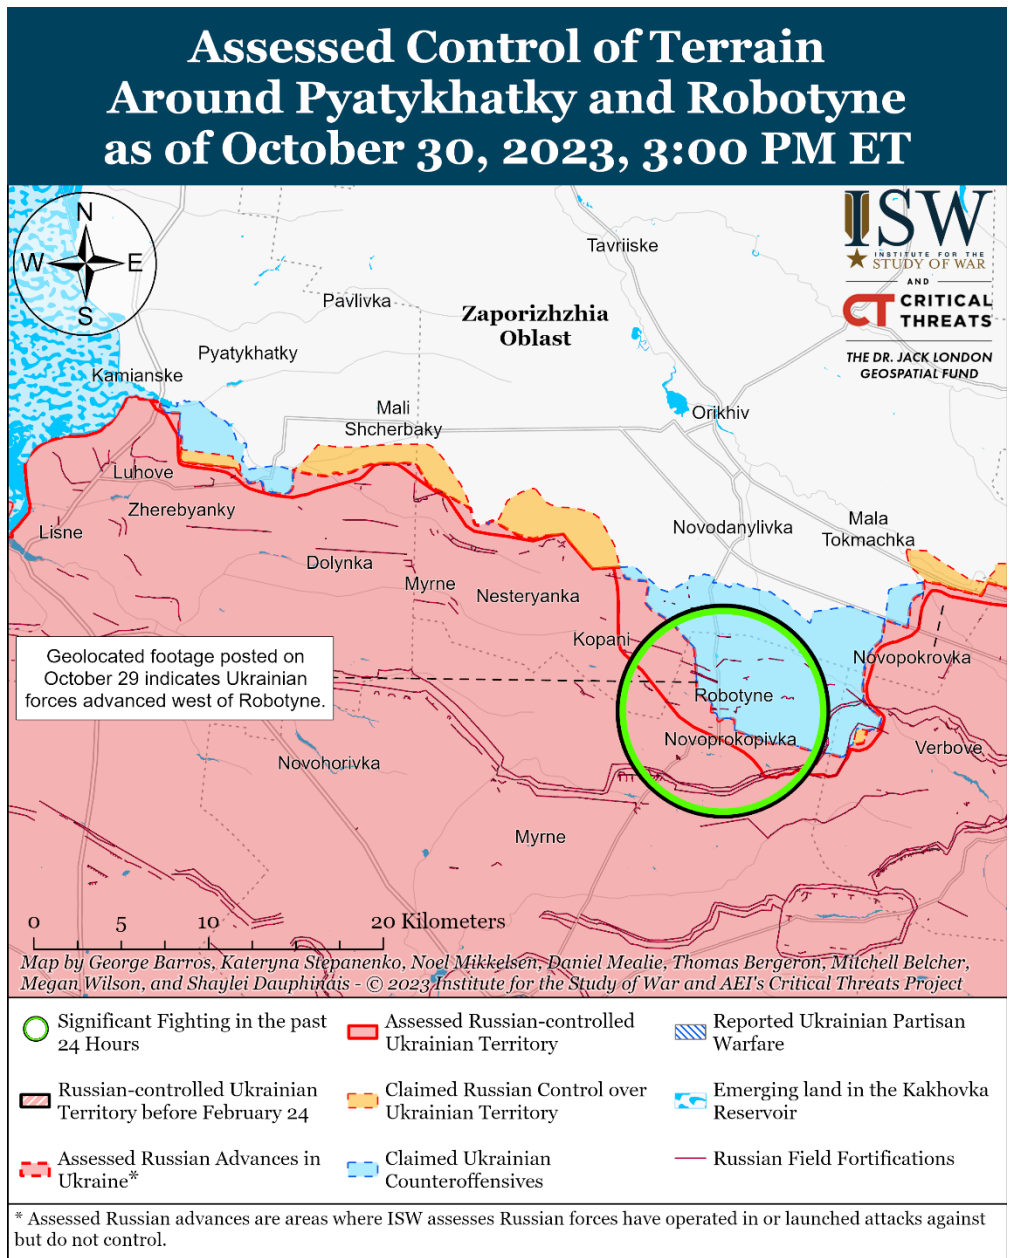 Assessed Control of Terrain
Around Pyatykhatky and Robotyne
as of October 30, 2023, 3:00 PM ET
N
W
E
S
ISW
INSTITUTE FOR THE
STUDY OF WAR
AND
CT CRITICAL
THREATS
THE DR. JACK LONDON
GEOSPATIAL FUND
Tavriiske
Pavlivka
Zaporizhzhia
Oblast
Pyatykhatky
Kamianske
Mali
Shcherbaky
Orikhiv
Luhove
Zherebyanky
Lisne
Novodanylivka
Mala
Tokmachka
Dolynka
Myrne
Nesteryanka
Kopani
Novopokrovka
Geolocated footage posted on
October 29 indicates Ukrainian
forces advanced west of Robotyne.
Robotyne
Novoprokopivka
Verbove
Novohorivka
Myrne
0 5 10 20 Kilometers
Map by George Barros, Kateryna Stepanenko, Noel Mikkelsen, Daniel Mealie, Thomas Bergeron, Mitchell Belcher,
Megan Wilson, and Shaylei Dauphinais - © 2023 Institute for the Study of War and AEI's Critical Threats Project
Significant Fighting in the past
24 Hours
Russian-controlled Ukrainian
Territory before February 24
Assessed Russian Advances in
Ukraine*
Assessed Russian-controlled
Ukrainian Territory
Claimed Russian Control over
Ukrainian Territory
Claimed Ukrainian
Counteroffensives
Reported Ukrainian Partisan
Warfare
Emerging land in the Kakhovka
Reservoir
Russian Field Fortifications
* Assessed Russian advances are areas where ISW assesses Russian forces have operated in or launched attacks against
but do not control.